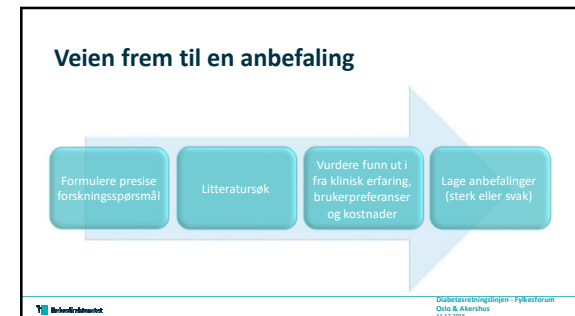 Veien frem til en anbefaling
Formulere presise
forskningsspørsmål
Litteratursøk
Vurdere funn ut i
fra klinisk erfaring,
brukerpreferanser
og kostnader
Lage anbefalinger
(sterk eller svak)
Helsedirektoratet
Diabetesretningslinjen - Fylkesforum
Oslo & Akershus